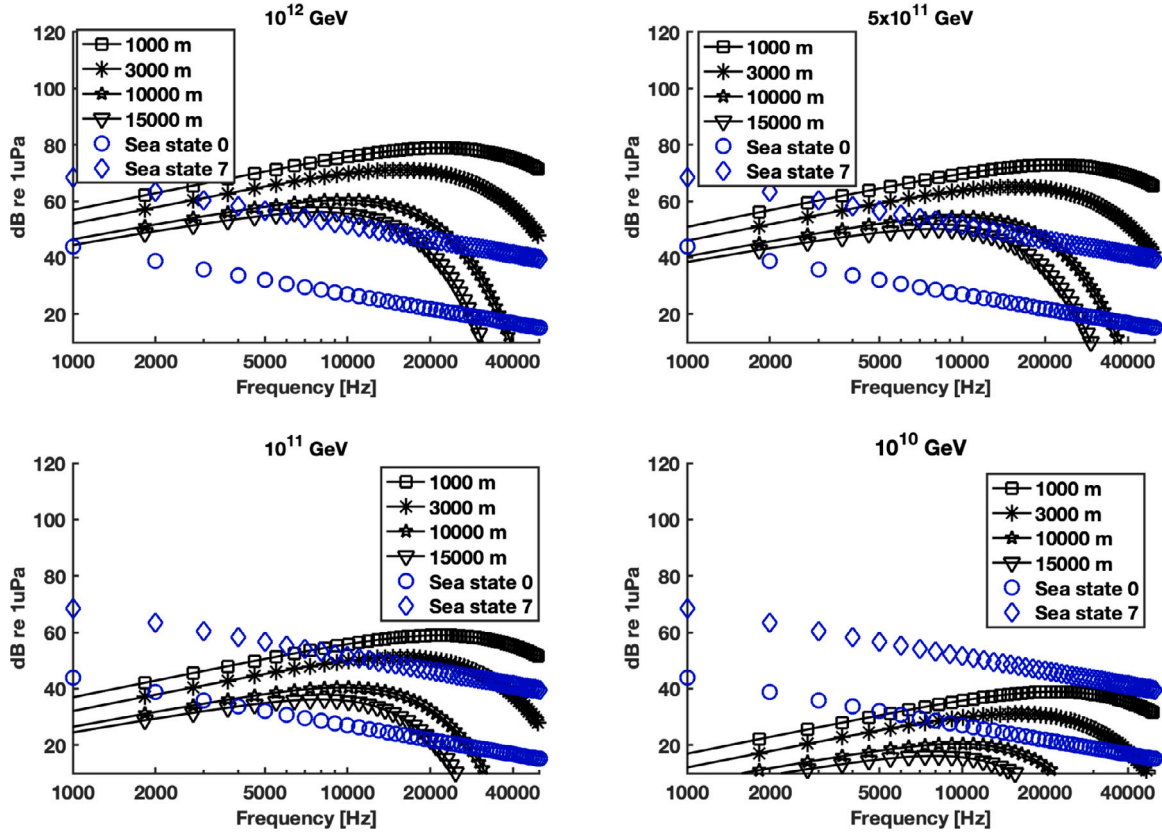 10^12 GeV
120
100
80
60
40
20
dB re 1uPa
1000 m
3000 m
10000 m
15000 m
Sea state 0
Sea state 7
1000 2000 5000 10000 20000 40000
Frequency [Hz]
5x10^11 GeV
120
100
80
60
40
20
dB re 1uPa
1000 m
3000 m
10000 m
15000 m
Sea state 0
Sea state 7
1000 2000 5000 10000 20000 40000
Frequency [Hz]
10^11 GeV
120
100
80
60
40
20
dB re 1uPa
1000 m
3000 m
10000 m
15000 m
Sea state 0
Sea state 7
1000 2000 5000 10000 20000 40000
Frequency [Hz]
10^10 GeV
120
100
80
60
40
20
dB re 1uPa
1000 m
3000 m
10000 m
15000 m
Sea state 0
Sea state 7
1000 2000 5000 10000 20000 40000
Frequency [Hz]